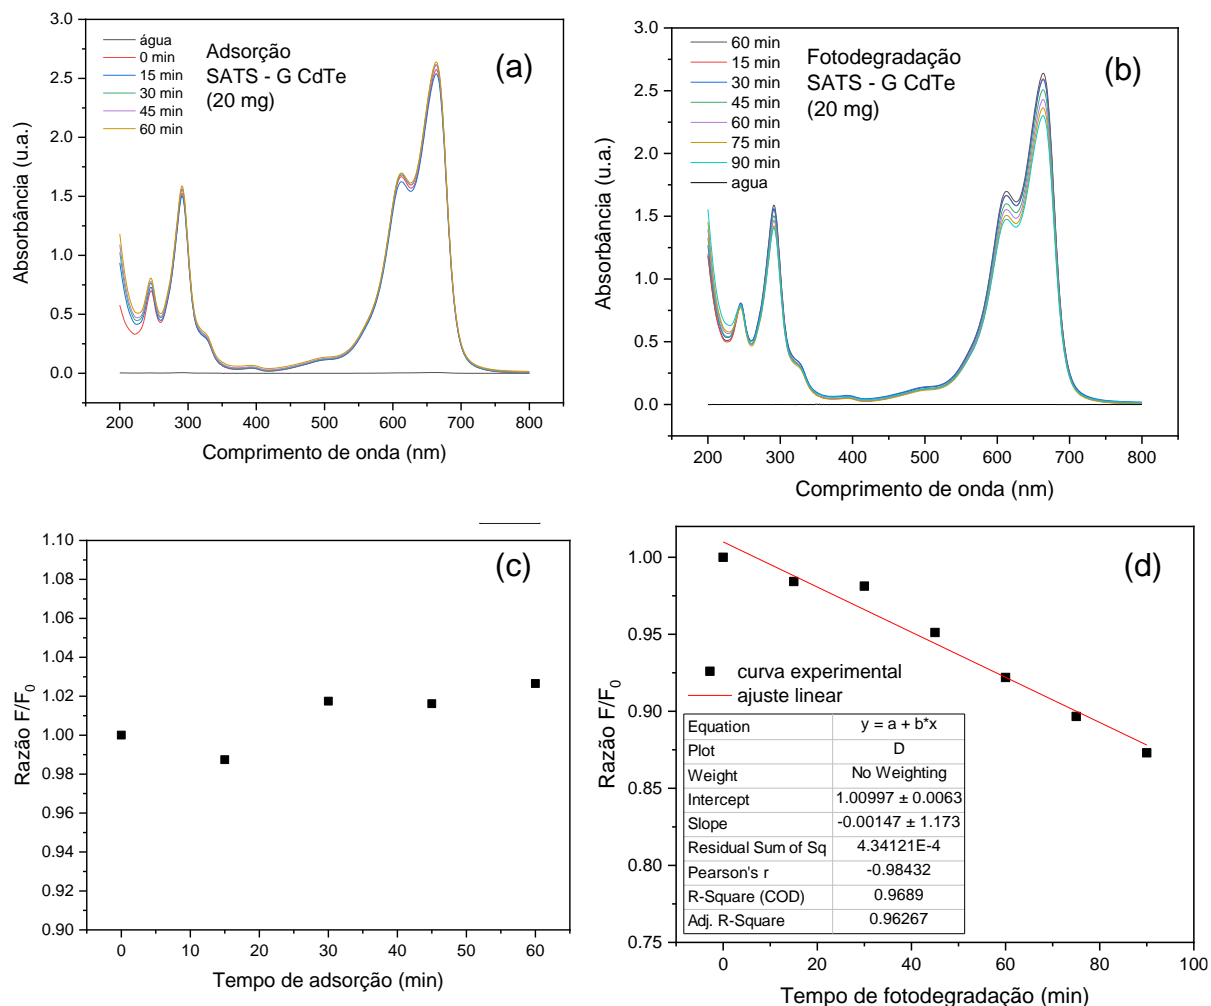 3.0
2.5
2.0
1.5
1.0
0.5
0.0
Absorbância (u.a.)
água
0 min
15 min
30 min
45 min
60 min
Adsorção
SATS - G CdTe
(20 mg)
(a)
200 300 400 500 600 700 800
Comprimento de onda (nm)
3.0
2.5
2.0
1.5
1.0
0.5
0.0
Absorbância (u.a.)
60 min
15 min
30 min
45 min
60 min
75 min
90 min
agua
Fotodegradação
SATS - G CdTe
(20 mg)
(b)
200 300 400 500 600 700 800
Comprimento de onda (nm)
1.10
1.08
1.06
1.04
1.02
1.00
0.98
0.96
0.94
0.92
0.90
Razão F/F0
(c)
0 10 20 30 40 50 60
Tempo de adsorção (min)
1.00
0.95
0.90
0.85
0.80
0.75
Razão F/F0
(d)
curva experimental
ajuste linear
Equation y = a + b*x
Plot D
Weight No Weighting
Intercept 1.00997 ± 0.0063
Slope -0.00147 ± 1.173
Residual Sum of Sq 4.34121E-4
Pearson's r -0.98432
R-Square (COD) 0.9689
Adj. R-Square 0.96267
0 20 40 60 80 100
Tempo de fotodegradação (min)